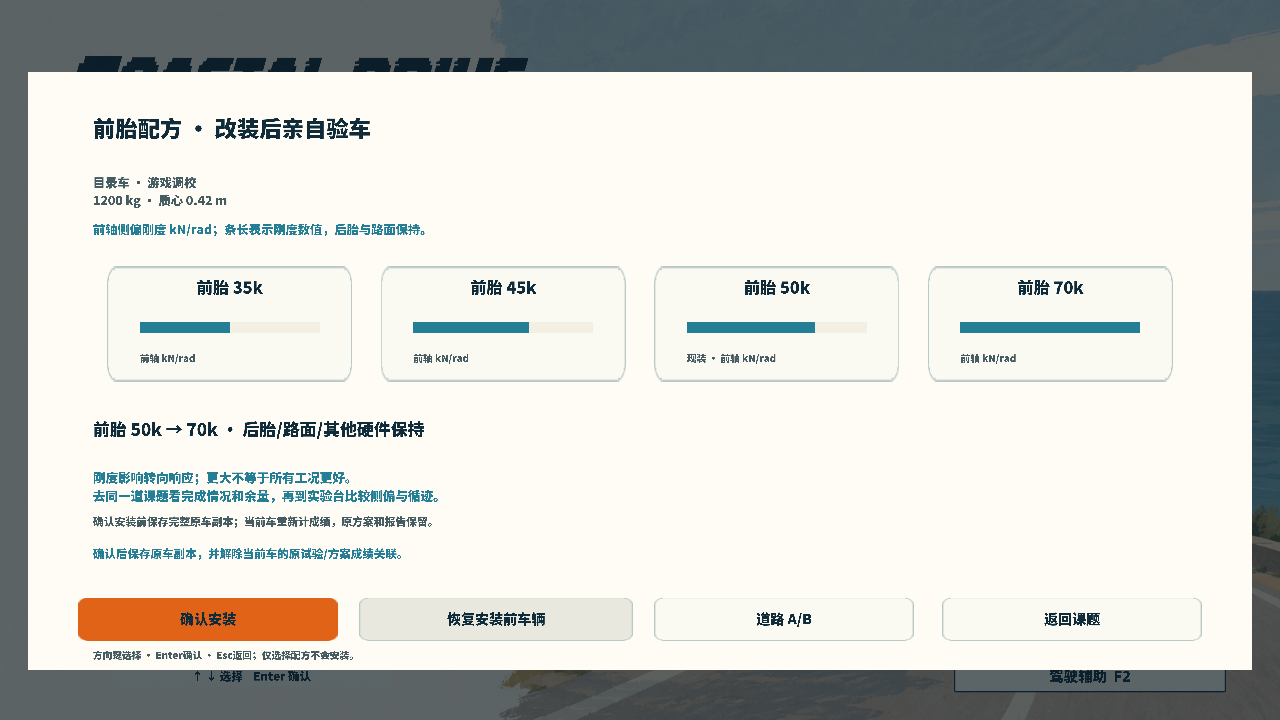 COASTAL DRIVE
前胎配方 · 改装后亲自验车
目录车 · 游戏调校
1200 kg · 质心 0.42 m
前轴侧偏刚度 kN/rad；条长表示刚度数值，后胎与路面保持。
前胎 35k
前轴 kN/rad
前胎 45k
前轴 kN/rad
前胎 50k
现装 · 前轴 kN/rad
前胎 70k
前轴 kN/rad
前胎 50k → 70k · 后胎/路面/其他硬件保持
刚度影响转向响应；更大不等于所有工况更好。
去同一道课题看完成情况和余量，再到实验台比较侧偏与循迹。
确认安装前保存完整原车副本；当前车重新计成绩，原方案和报告保留。
确认后保存原车副本，并解除当前车的原试验/方案成绩关联。
确认安装
恢复安装前车辆
道路 A/B
返回课题
方向键选择 · Enter确认 · Esc返回；仅选择配方不会安装。
↑ ↓ 选择 Enter 确认
驾驶辅助 F2